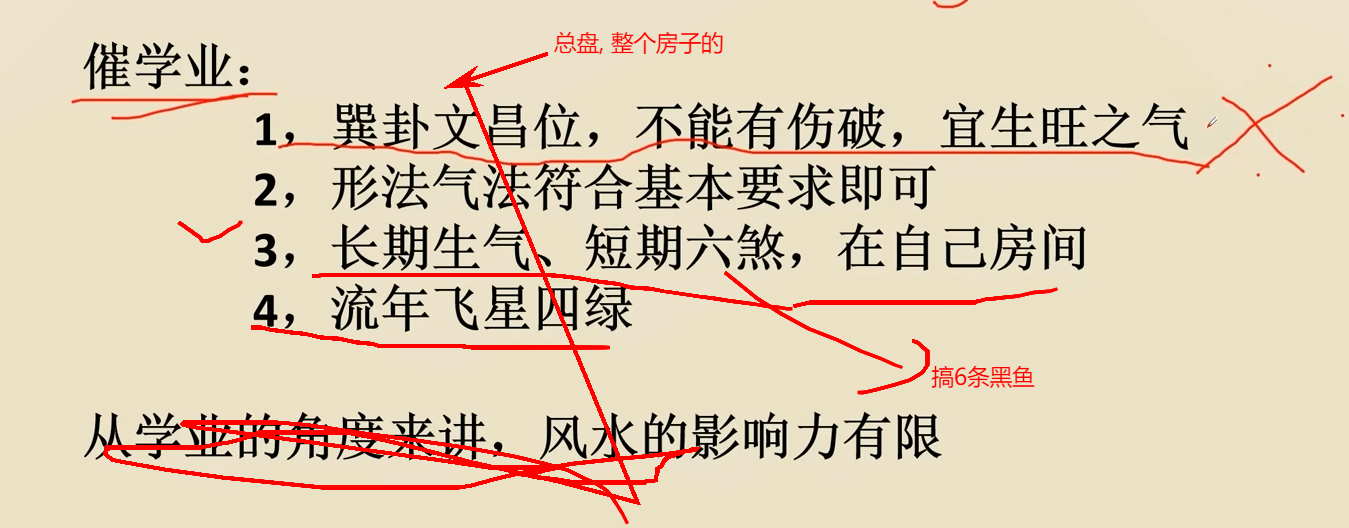 总盘, 整个房子的
催学业：
1，巽卦文昌位，不能有伤破，宜生旺之气
2，形法气法符合基本要求即可
3，长期生气、短期六煞，在自己房间
4，流年飞星四绿
搞6条黑鱼
从学业的角度来讲，风水的影响力有限